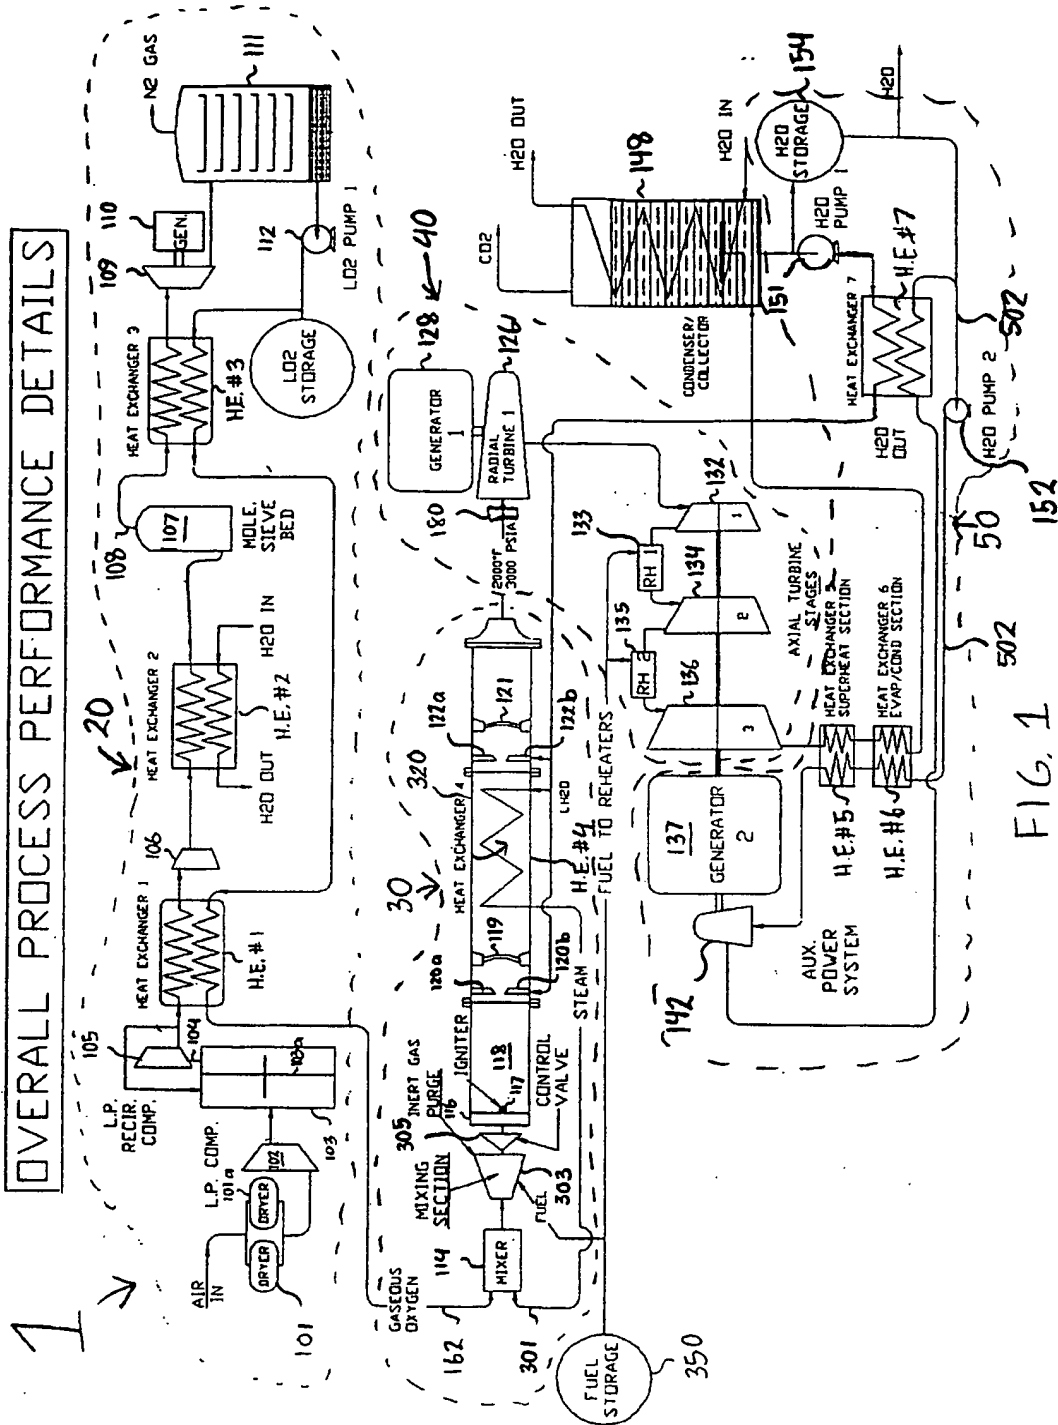 OVERALL PROCESS PERFORMANCE DETAILS
1
20
AIR
IN
DRYER
DRYER
101
L.P. COMP.
101a
102
103
103a
L.P.
RECIR.
COMP.
105
104
HEAT EXCHANGER 1
H.E.#1
106
HEAT EXCHANGER 2
H.E.#2
H2O OUT
H2O IN
108
107
MOLE.
SIEVE
BED
HEAT EXCHANGER 3
H.E.#3
109
110
GEN.
N2 GAS
111
112
LO2 PUMP 1
LO2
STORAGE
GASEOUS
OXYGEN
162
301
114
MIXER
MIXING
SECTION
FUEL
303
305
INERT GAS
PURGE
116
IGNITER
117
118
CONTROL
VALVE
STEAM
120a
120b
119
30
HEAT EXCHANGER 4
320
H.E.#4
LH2O
122a
122b
121
2000°F
3000 PSIA
180
RADIAL
TURBINE 1
126
GENERATOR
1
128
40
FUEL
STORAGE
350
FUEL TO REHEATERS
H2O OUT
CO2
148
H2O IN
CONDENSER/
COLLECTOR
151
H2O
PUMP 1
H2O
STORAGE
154
H2O
HEAT EXCHANGER 7
H.E.#7
H2O
OUT
502
H2O PUMP 2
152
50
502
132
1
133
RH 1
134
2
135
RH 2
136
3
AXIAL TURBINE
STAGES
137
GENERATOR
2
142
AUX.
POWER
SYSTEM
HEAT EXCHANGER 5
SUPERHEAT SECTION
HEAT EXCHANGER 6
EVAP/COND SECTION
H.E.#5
H.E.#6
FIG. 1